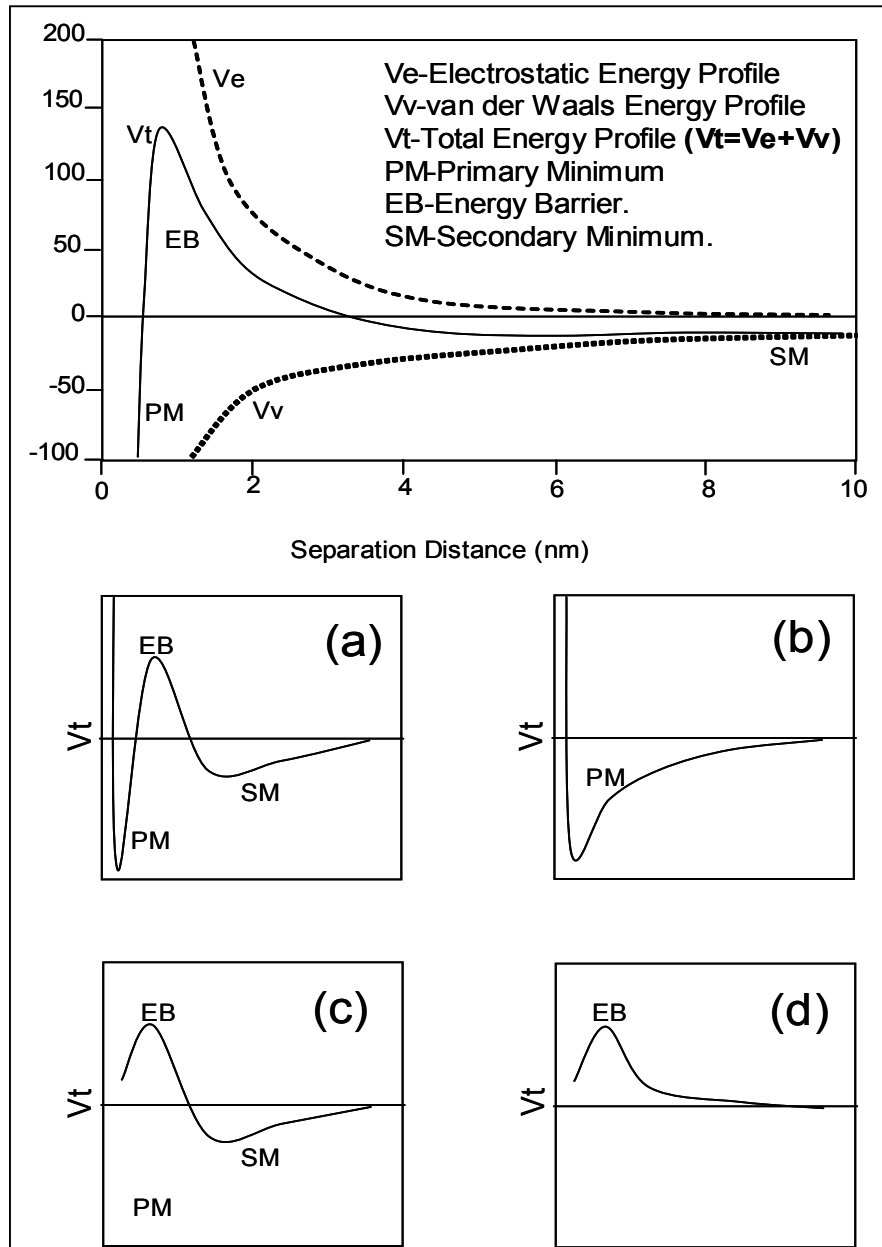 200
150
100
50
0
-50
-100
Ve
Vt
EB
PM
Vv
SM
Ve-Electrostatic Energy Profile
Vv-van der Waals Energy Profile
Vt-Total Energy Profile (Vt=Ve+Vv)
PM-Primary Minimum
EB-Energy Barrier.
SM-Secondary Minimum.
0 2 4 6 8 10
Separation Distance (nm)
(a)
EB
Vt
SM
PM
(b)
Vt
PM
(c)
EB
Vt
SM
PM
(d)
EB
Vt